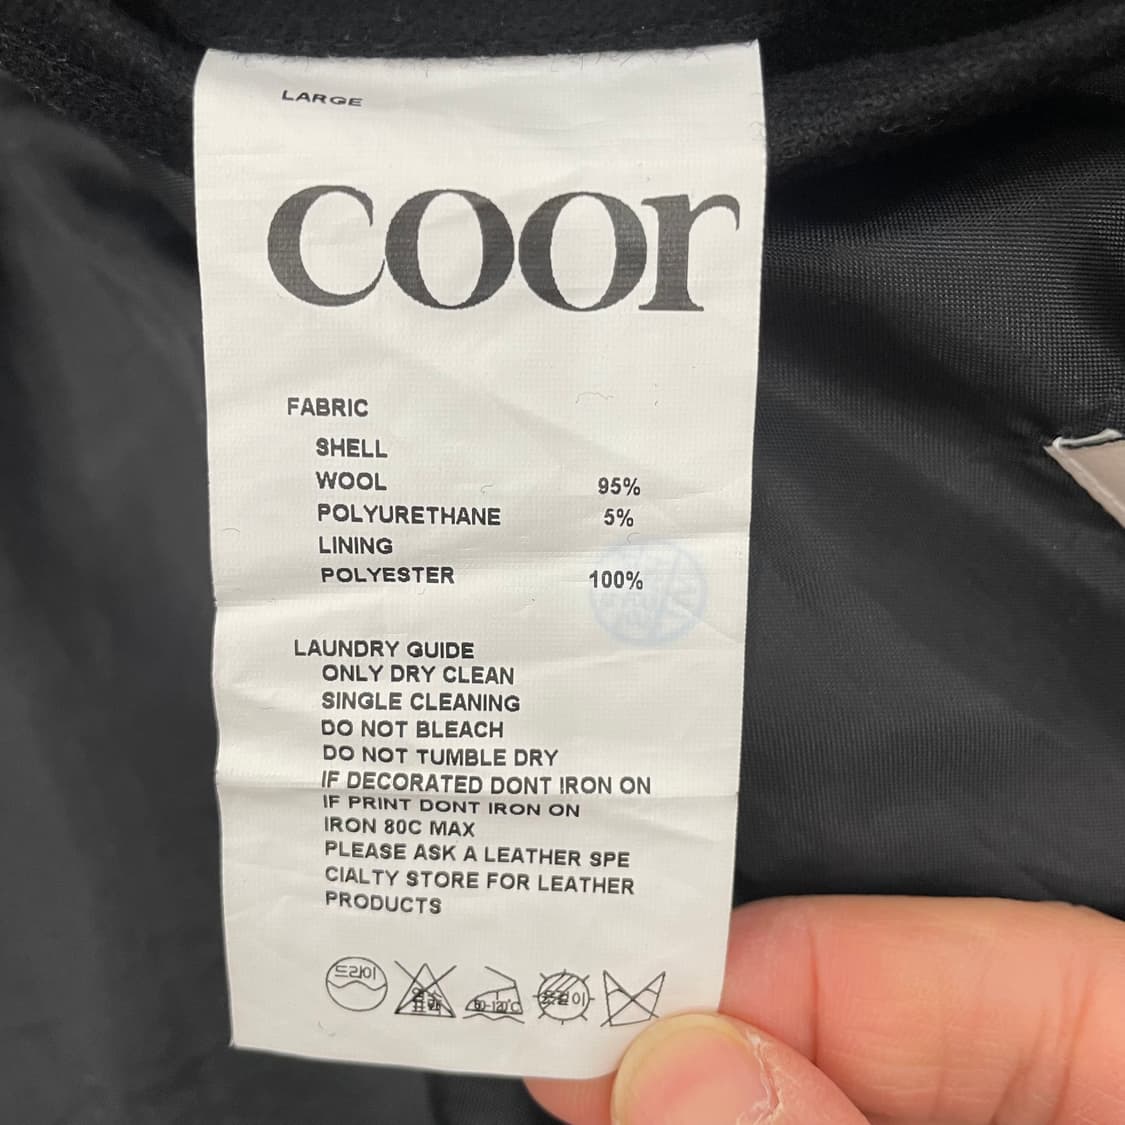 LARGE
coor
FABRIC
SHELL
WOOL 95%
POLYURETHANE 5%
LINING
POLYESTER 100%
LAUNDRY GUIDE
ONLY DRY CLEAN
SINGLE CLEANING
DO NOT BLEACH
DO NOT TUMBLE DRY
IF DECORATED DONT IRON ON
IF PRINT DONT IRON ON
IRON 80C MAX
PLEASE ASK A LEATHER SPE
CIALTY STORE FOR LEATHER
PRODUCTS
드라이 80-120°C